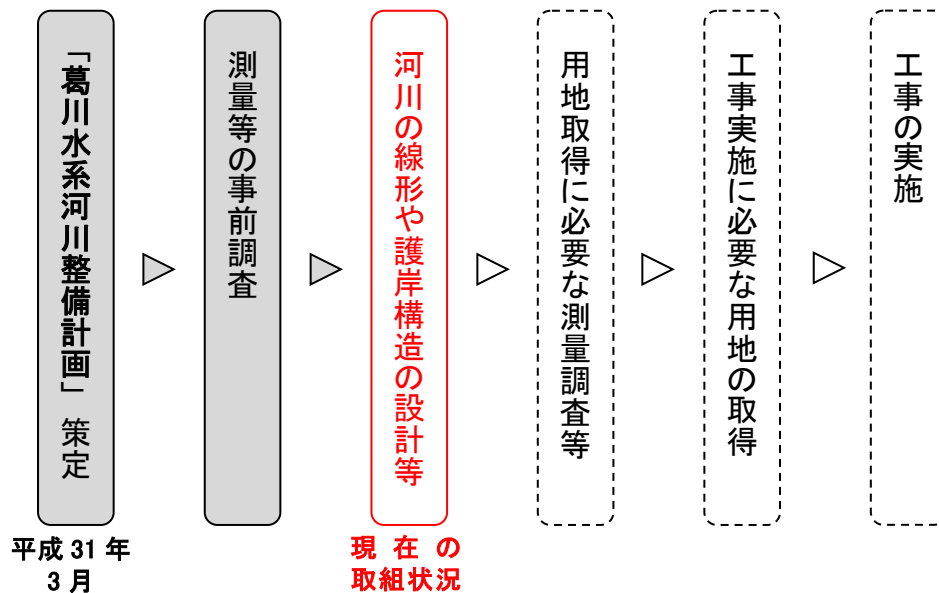 「葛川水系河川整備計画」策定
平成31年
3月
測量等の事前調査
河川の線形や護岸構造の設計等
現在の
取組状況
用地取得に必要な測量調査等
工事実施に必要な用地の取得
工事の実施